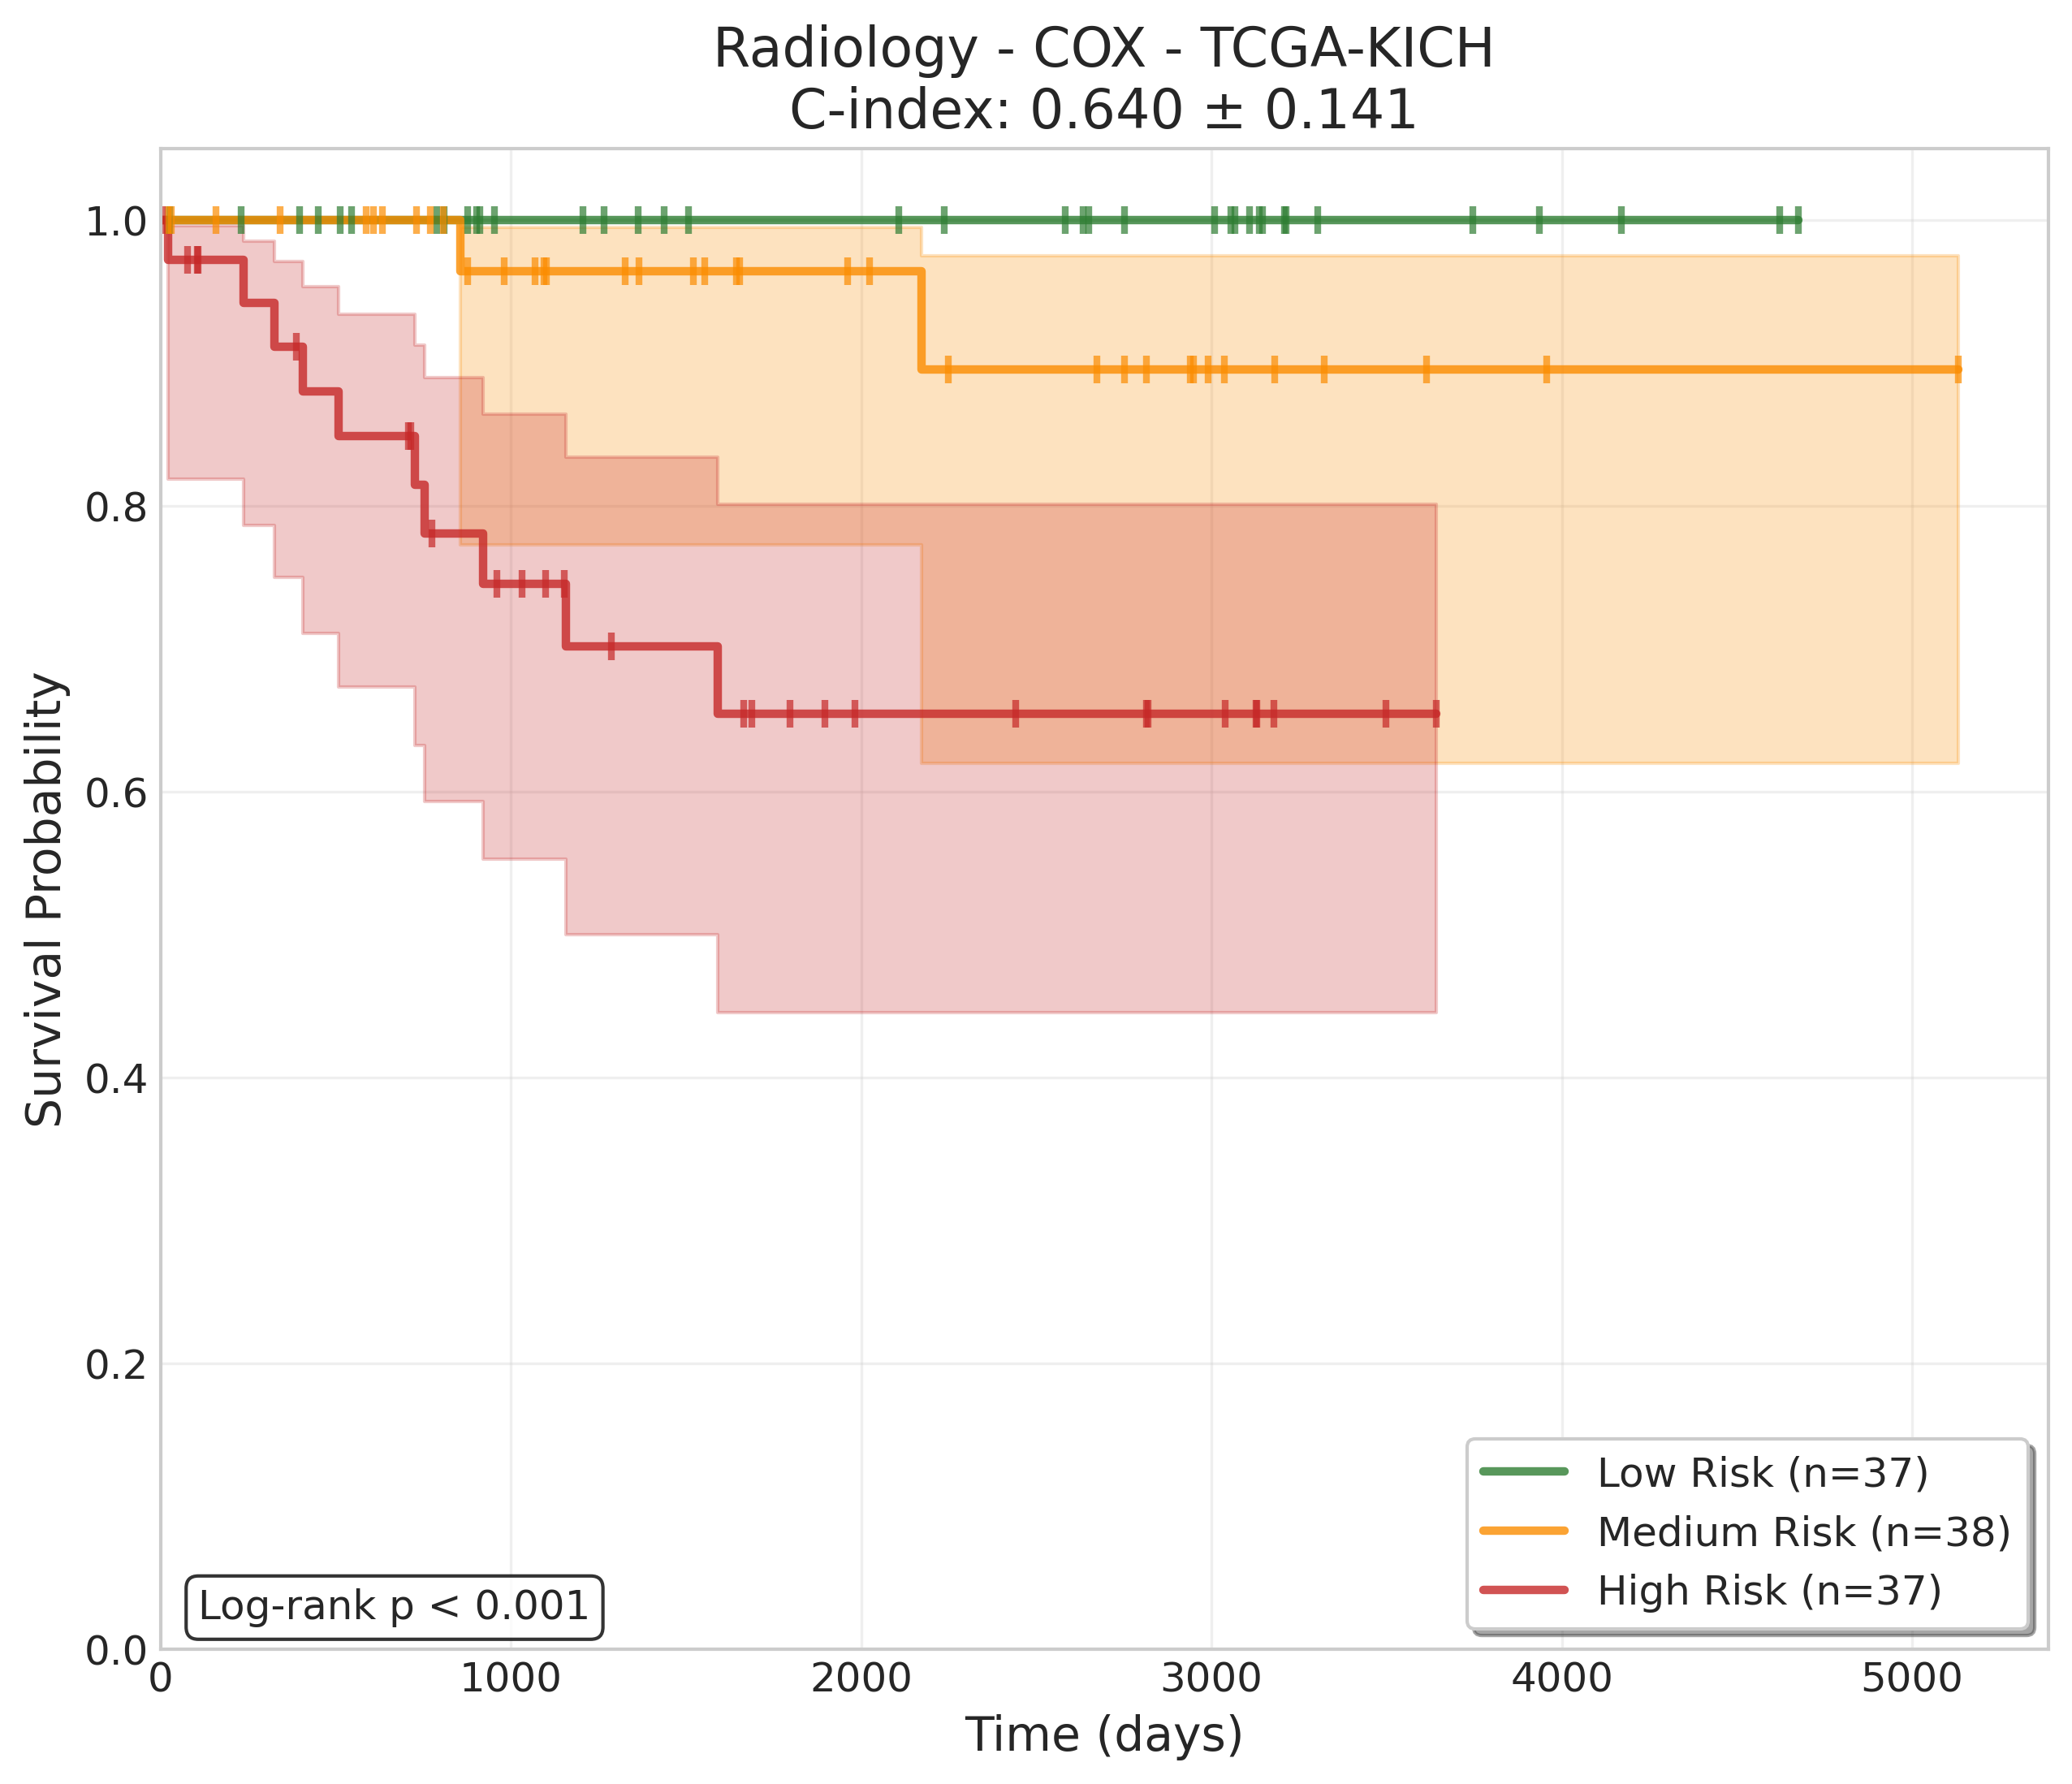 Radiology - COX - TCGA-KICH
C-index: 0.640 ± 0.141
Survival Probability
1.0
0.8
0.6
0.4
0.2
0.0
0
1000
2000
3000
4000
5000
Time (days)
Log-rank p < 0.001
Low Risk (n=37)
Medium Risk (n=38)
High Risk (n=37)